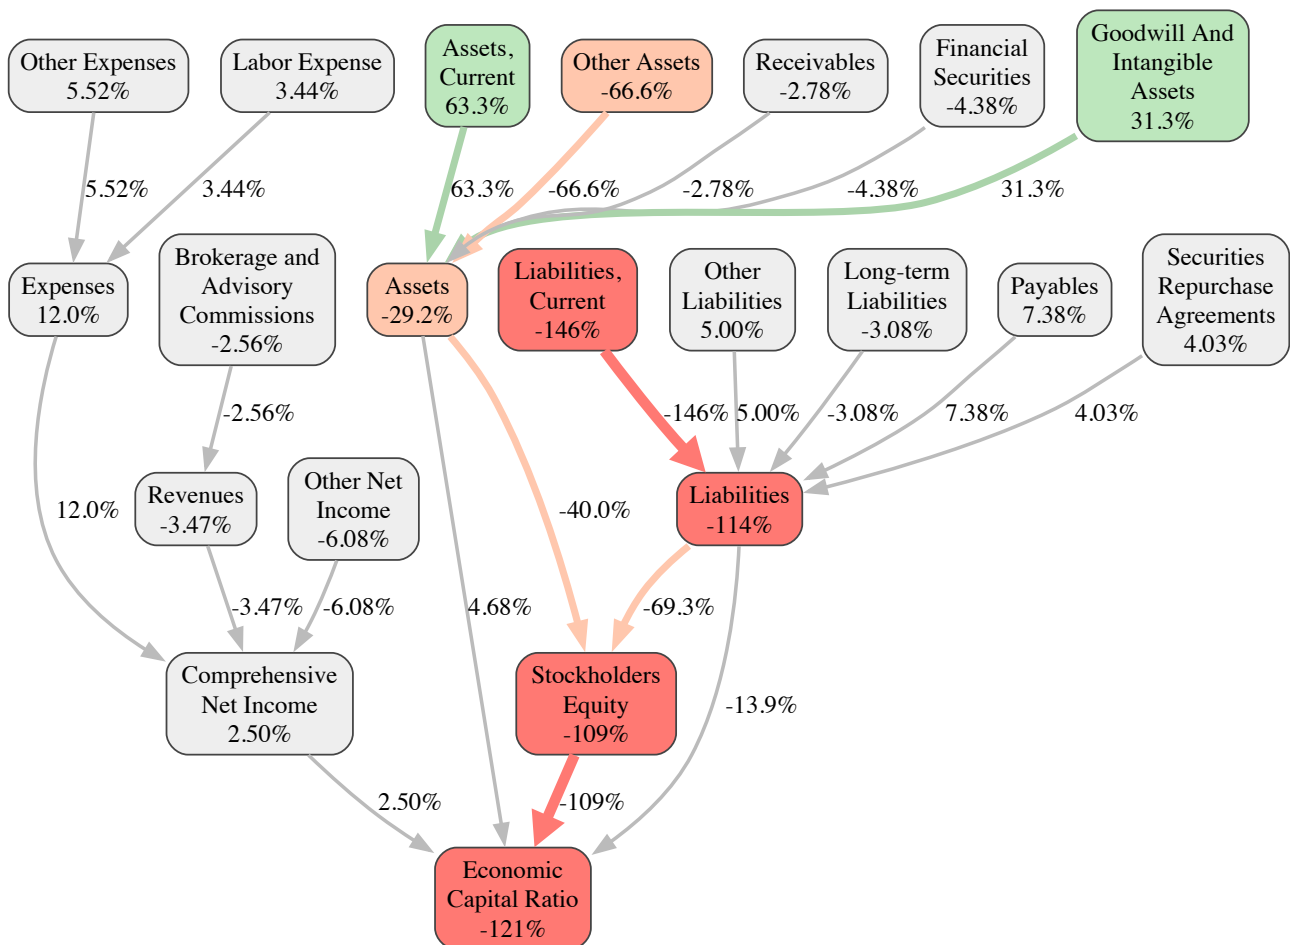 Other Expenses
5.52%
Labor Expense
3.44%
Assets,
Current
63.3%
Other Assets
-66.6%
Receivables
-2.78%
Financial
Securities
-4.38%
Goodwill And
Intangible
Assets
31.3%
5.52%
3.44%
63.3%
-66.6%
-2.78%
-4.38%
31.3%
Expenses
12.0%
Brokerage and
Advisory
Commissions
-2.56%
Assets
-29.2%
Liabilities,
Current
-146%
Other
Liabilities
5.00%
Long-term
Liabilities
-3.08%
Payables
7.38%
Securities
Repurchase
Agreements
4.03%
-2.56%
-146%
5.00%
-3.08%
7.38%
4.03%
12.0%
Revenues
-3.47%
Other Net
Income
-6.08%
-40.0%
Liabilities
-114%
-3.47%
-6.08%
4.68%
-69.3%
Comprehensive
Net Income
2.50%
Stockholders
Equity
-109%
-13.9%
2.50%
-109%
Economic
Capital Ratio
-121%